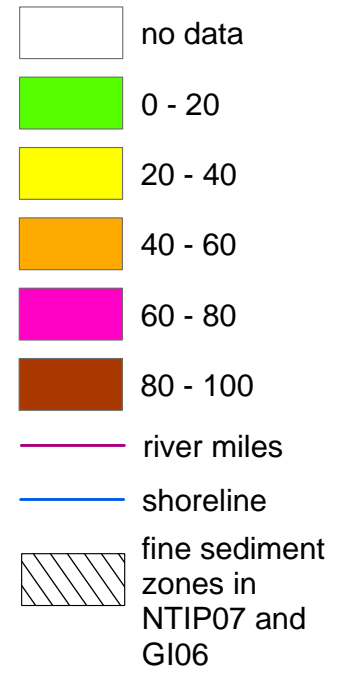 no data
0 - 20
20 - 40
40 - 60
60 - 80
80 - 100
river miles
shoreline
fine sediment
zones in
NTIP07 and
GI06